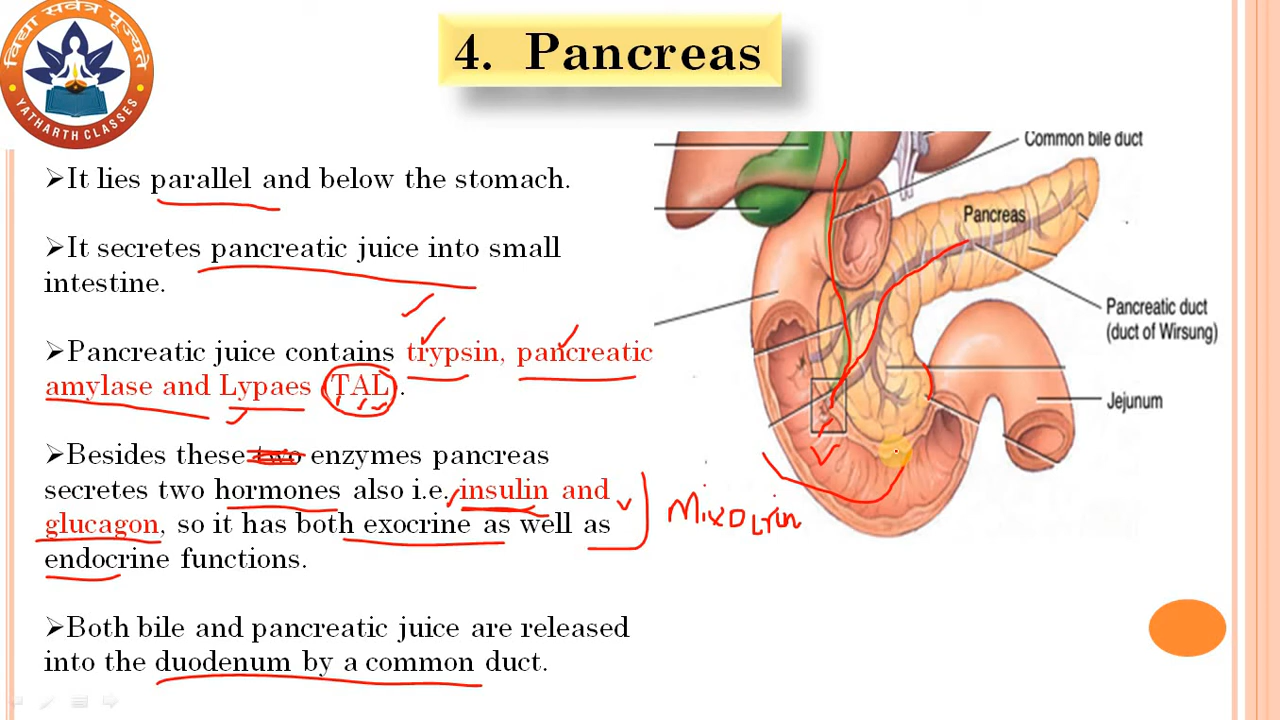 विद्या सर्वत्र पूज्यते
YATHARTH CLASSES
4. Pancreas
➢It lies parallel and below the stomach.
➢It secretes pancreatic juice into small
intestine.
➢Pancreatic juice contains trypsin, pancreatic
amylase and Lypaes (TAL).
➢Besides these two enzymes pancreas
secretes two hormones also i.e. insulin and
glucagon, so it has both exocrine as well as
endocrine functions.
➢Both bile and pancreatic juice are released
into the duodenum by a common duct.
Common bile duct
Pancreas
Pancreatic duct
(duct of Wirsung)
Jejunum